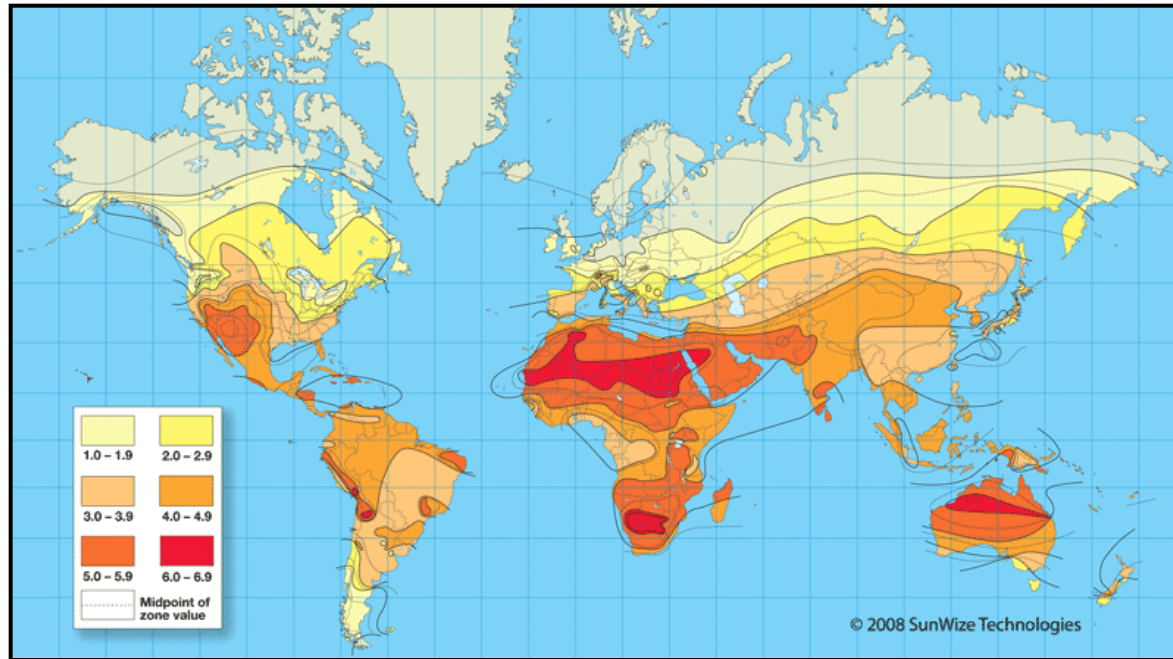 1.0 – 1.9 2.0 – 2.9
3.0 – 3.9 4.0 – 4.9
5.0 – 5.9 6.0 – 6.9
Midpoint of
zone value
© 2008 SunWize Technologies